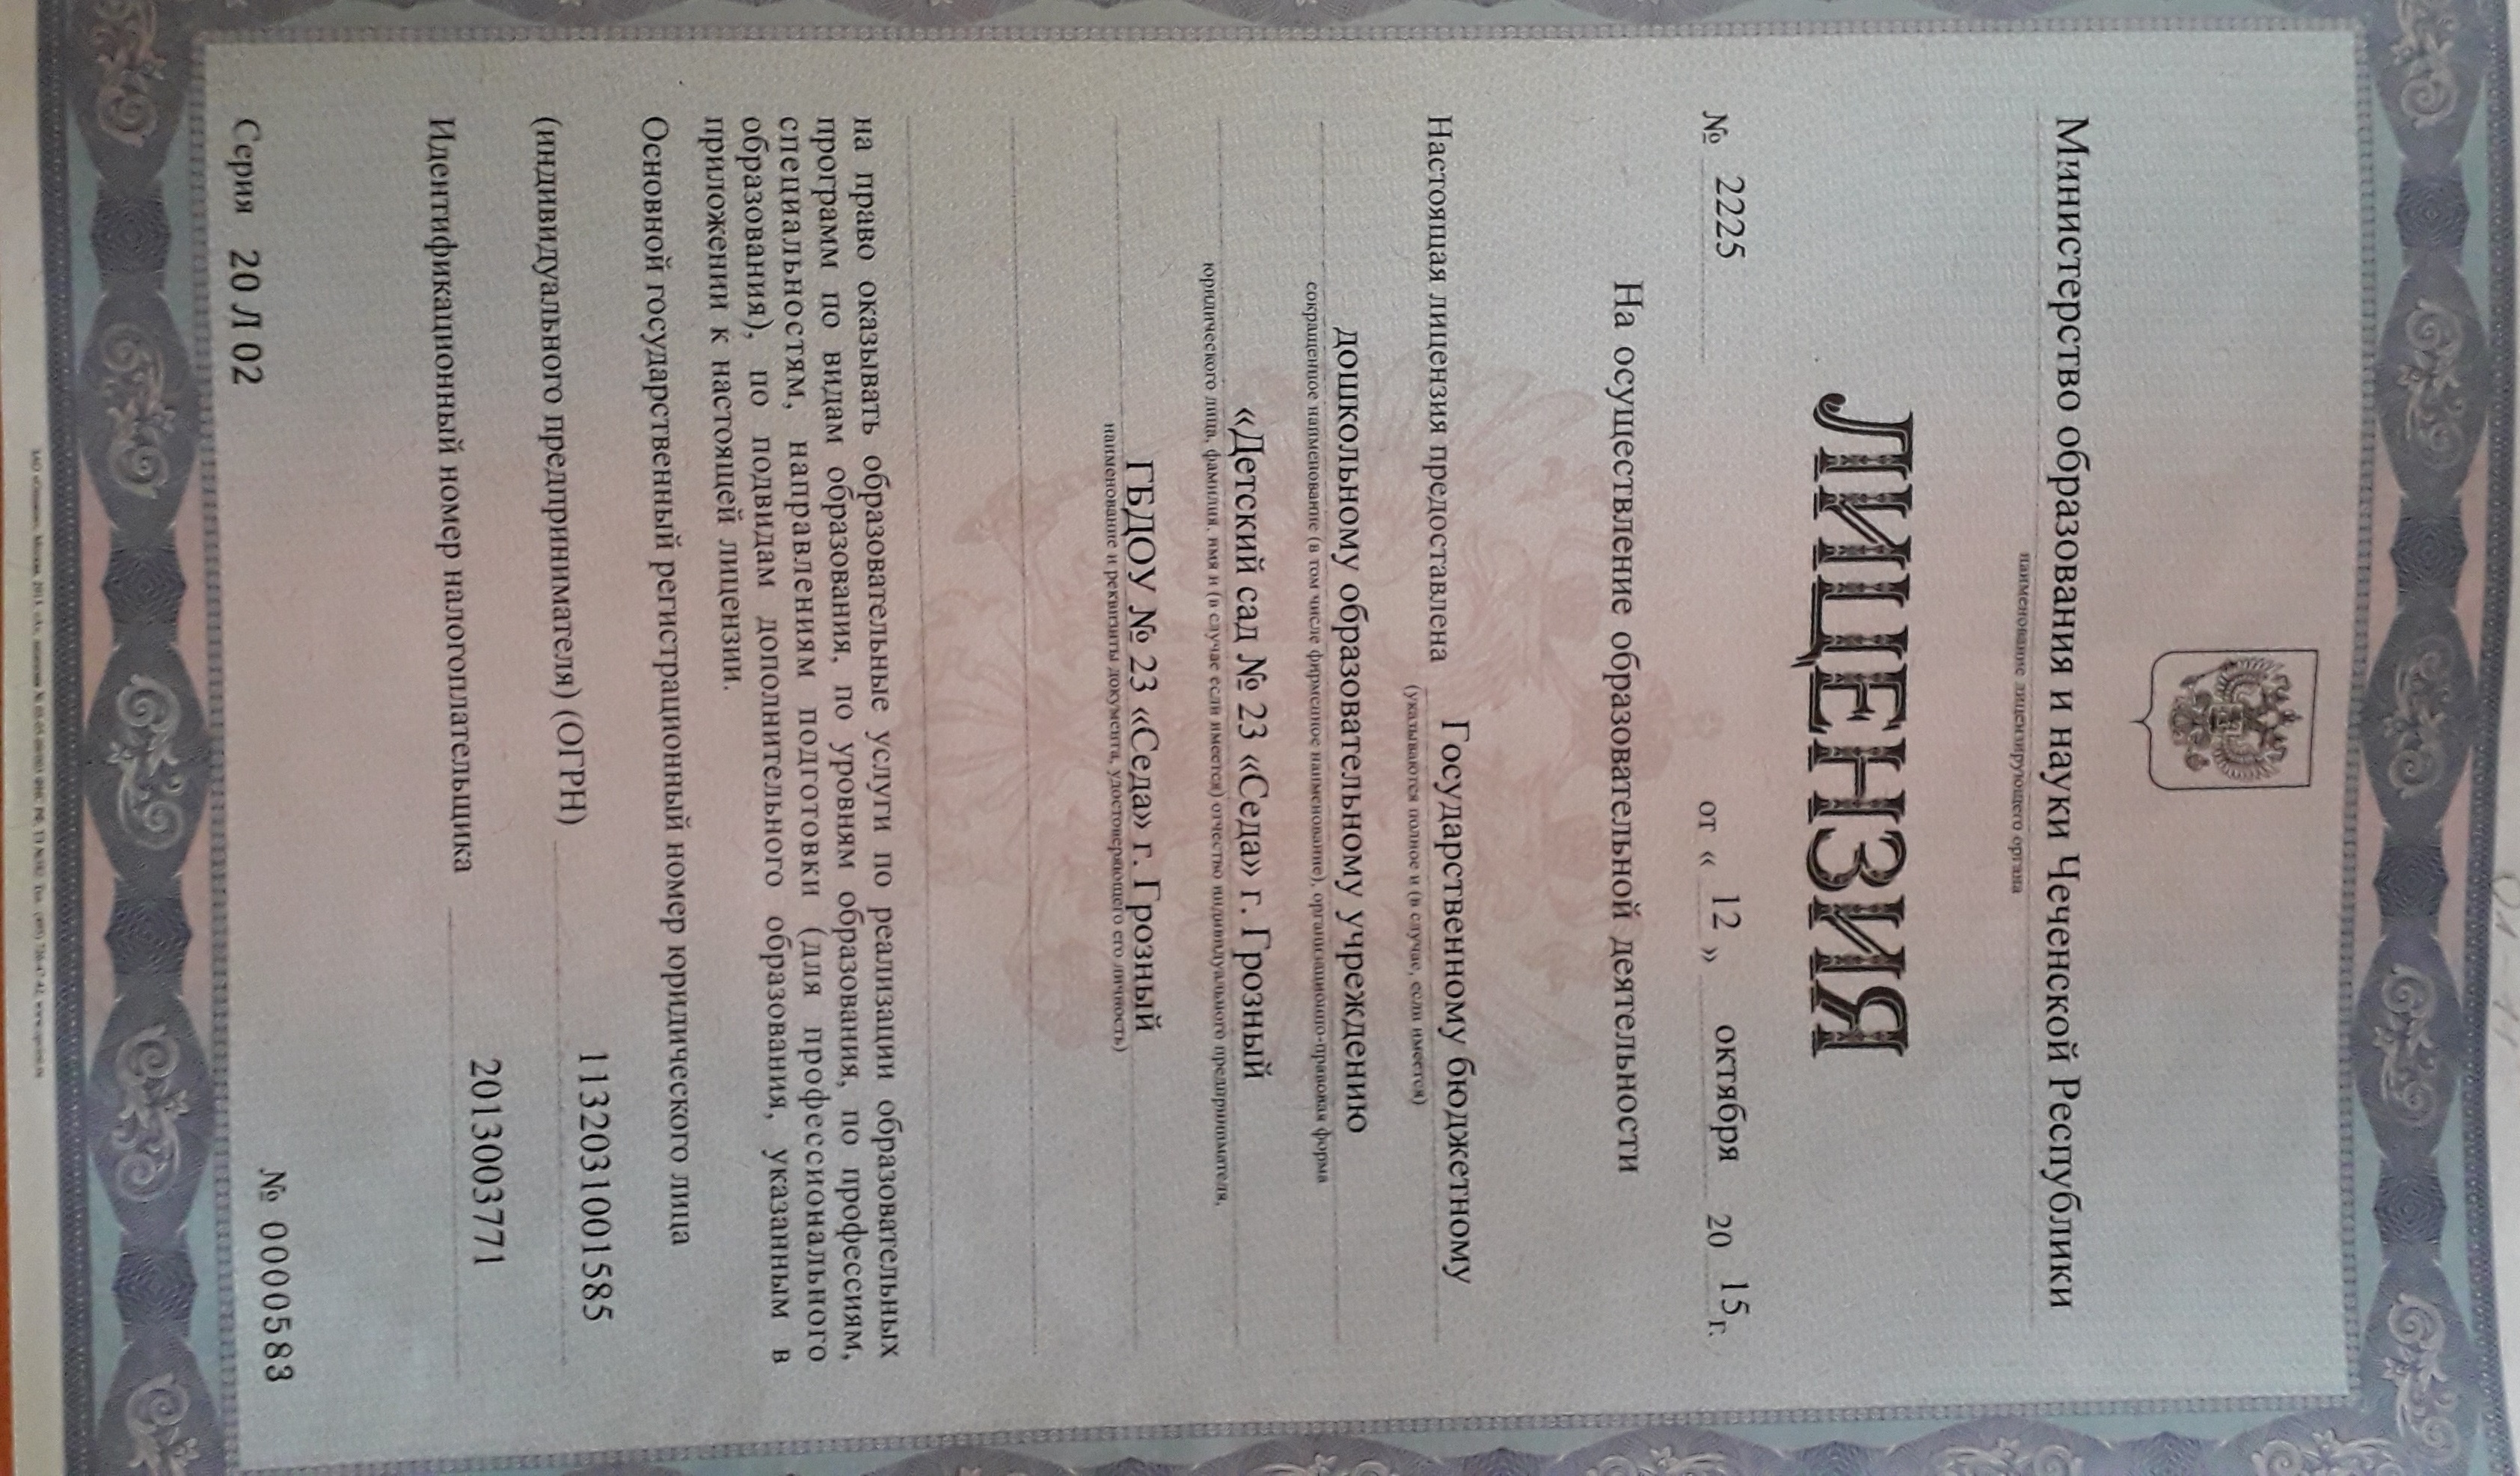 Министерство образования и науки Чеченской Республики
наименование лицензирующего органа
ЛИЦЕНЗИЯ
№ 2225 от « 12 » октября 20 15 г.
На осуществление образовательной деятельности
Настоящая лицензия предоставлена Государственному бюджетному
(указываются полное и (в случае, если имеется)
дошкольному образовательному учреждению
сокращенное наименование (в том числе фирменное наименование), организационно-правовая форма
«Детский сад № 23 «Седа» г. Грозный
юридического лица, фамилия, имя и (в случае если имеется) отчество индивидуального предпринимателя,
ГБДОУ № 23 «Седа» г. Грозный
наименование и реквизиты документа, удостоверяющего его личность)
на право оказывать образовательные услуги по реализации образовательных
программ по видам образования, по уровням образования, по профессиям,
специальностям, направлениям подготовки (для профессионального
образования), по подвидам дополнительного образования, указанным в
приложении к настоящей лицензии.
Основной государственный регистрационный номер юридического лица
(индивидуального предпринимателя) (ОГРН) 1132031001585
Идентификационный номер налогоплательщика 2013003771
Серия 20 Л 02 № 0000583